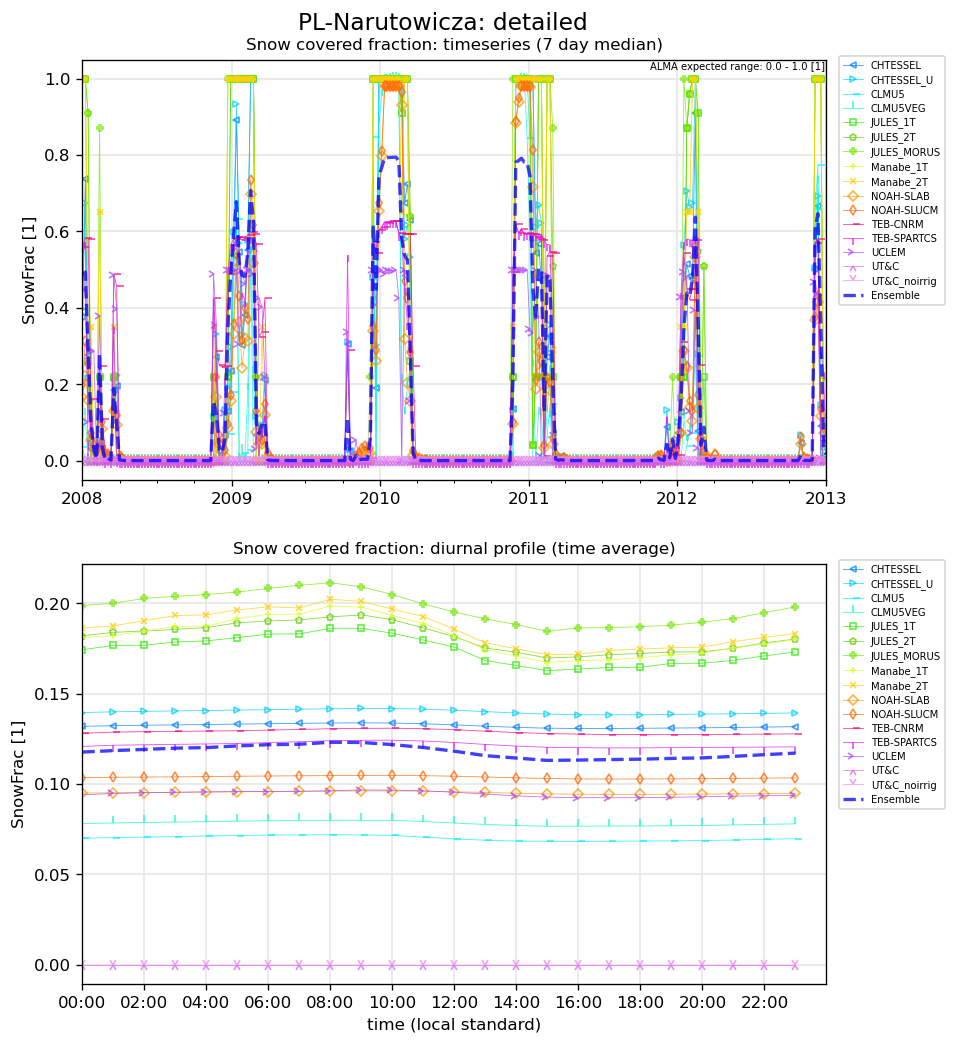 PL-Narutowicza: detailed
Snow covered fraction: timeseries (7 day median)
ALMA expected range: 0.0 - 1.0 [1]
SnowFrac [1]
1.0
0.8
0.6
0.4
0.2
0.0
2008
2009
2010
2011
2012
2013
CHTESSEL
CHTESSEL_U
CLMU5
CLMU5VEG
JULES_1T
JULES_2T
JULES_MORUS
Manabe_1T
Manabe_2T
NOAH-SLAB
NOAH-SLUCM
TEB-CNRM
TEB-SPARTCS
UCLEM
UT&C
UT&C_noirrig
Ensemble
Snow covered fraction: diurnal profile (time average)
SnowFrac [1]
0.20
0.15
0.10
0.05
0.00
00:00
02:00
04:00
06:00
08:00
10:00
12:00
14:00
16:00
18:00
20:00
22:00
time (local standard)
CHTESSEL
CHTESSEL_U
CLMU5
CLMU5VEG
JULES_1T
JULES_2T
JULES_MORUS
Manabe_1T
Manabe_2T
NOAH-SLAB
NOAH-SLUCM
TEB-CNRM
TEB-SPARTCS
UCLEM
UT&C
UT&C_noirrig
Ensemble